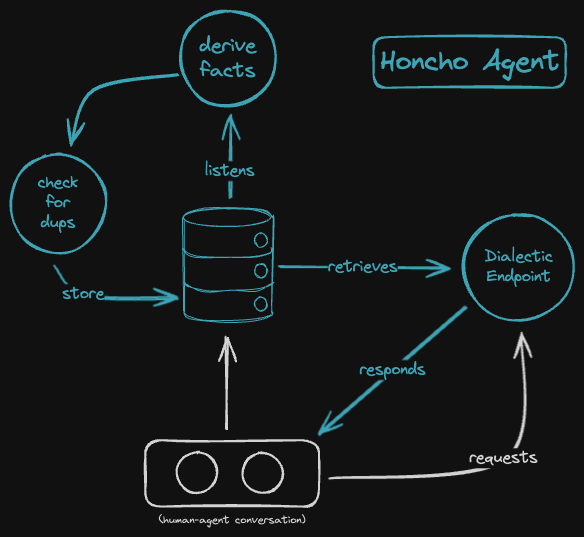 derive
facts
Honcho Agent
listens
check
for
dups
store
retrieves
Dialectic
Endpoint
responds
requests
(human-agent conversation)